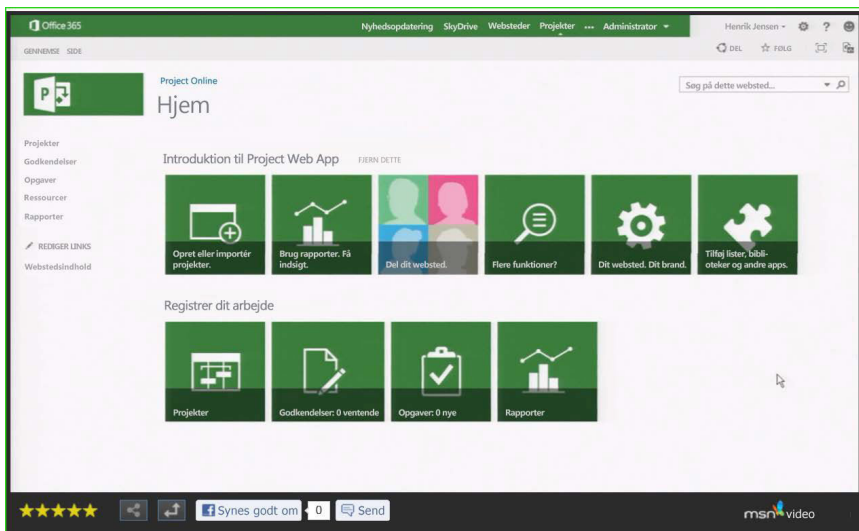 Office 365
Nyhedsopdatering SkyDrive Websteder Projekter ••• Administrator
Henrik Jensen
?
GENNEMSE SIDE
DEL FØLG
P
Project Online
Hjem
Søg på dette websted...
Projekter
Godkendelser
Opgaver
Ressourcer
Rapporter
REDIGER LINKS
Webstedsindhold
Introduktion til Project Web App FJERN DETTE
Opret eller importér
projekter.
Brug rapporter. Få
indsigt.
Del dit websted.
Flere funktioner?
Dit websted. Dit brand.
Tilføj lister, bibli-
oteker og andre apps.
Registrer dit arbejde
Projekter
Godkendelser: 0 ventende
Opgaver: 0 nye
Rapporter
f Synes godt om 0 Send
msn video